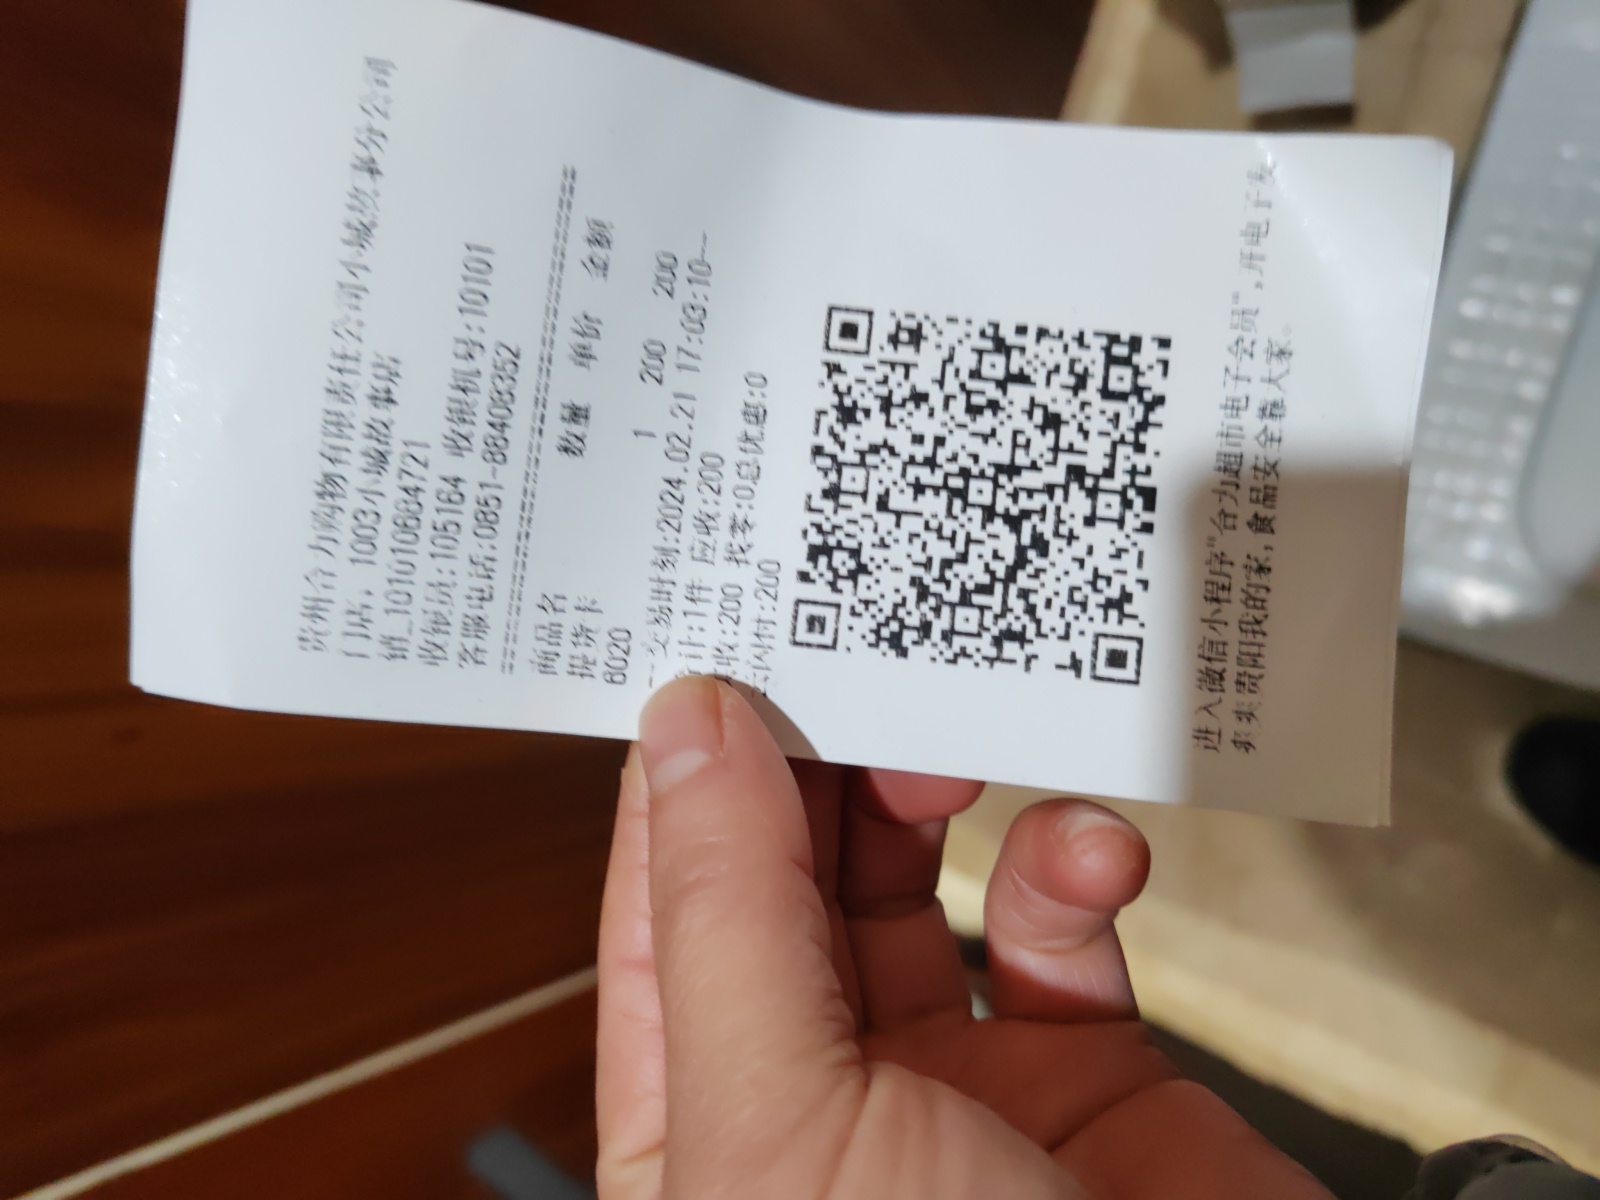 贵州合力购物有限责任公司小城故事分公司
门店: 1003小城故事店
销_101010B84721
收银员:105164 收银机号:10101
客服电话:0851-88408352
商品名 数量 单价 金额
提货卡
6020 1 200 200
--交易时刻:2024.02.21 17:03:10--
计:1件 应收:200
收:200 找零:0总优惠:0
云闪付:200
进入微信小程序"合力超市电子会员",开电子发
爽爽贵阳我的家,食品安全靠大家。